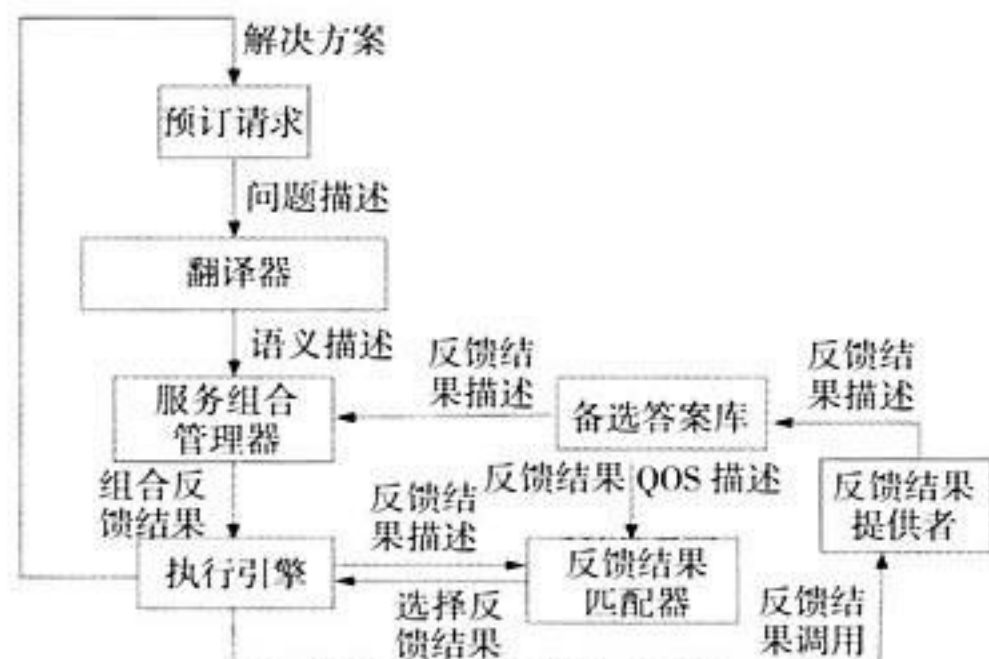 解决方案
预订请求
问题描述
翻译器
语义描述
反馈结
果描述
反馈结
果描述
服务组合
管理器
备选答案库
组合反
馈结果
反馈结
果描述
反馈结果 QOS 描述
反馈结果
提供者
执行引擎
反馈结果
匹配器
选择反
馈结果
反馈结
果调用